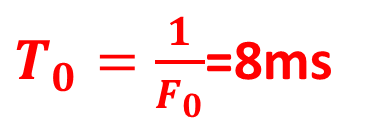 T₀ = 1/F₀=8ms